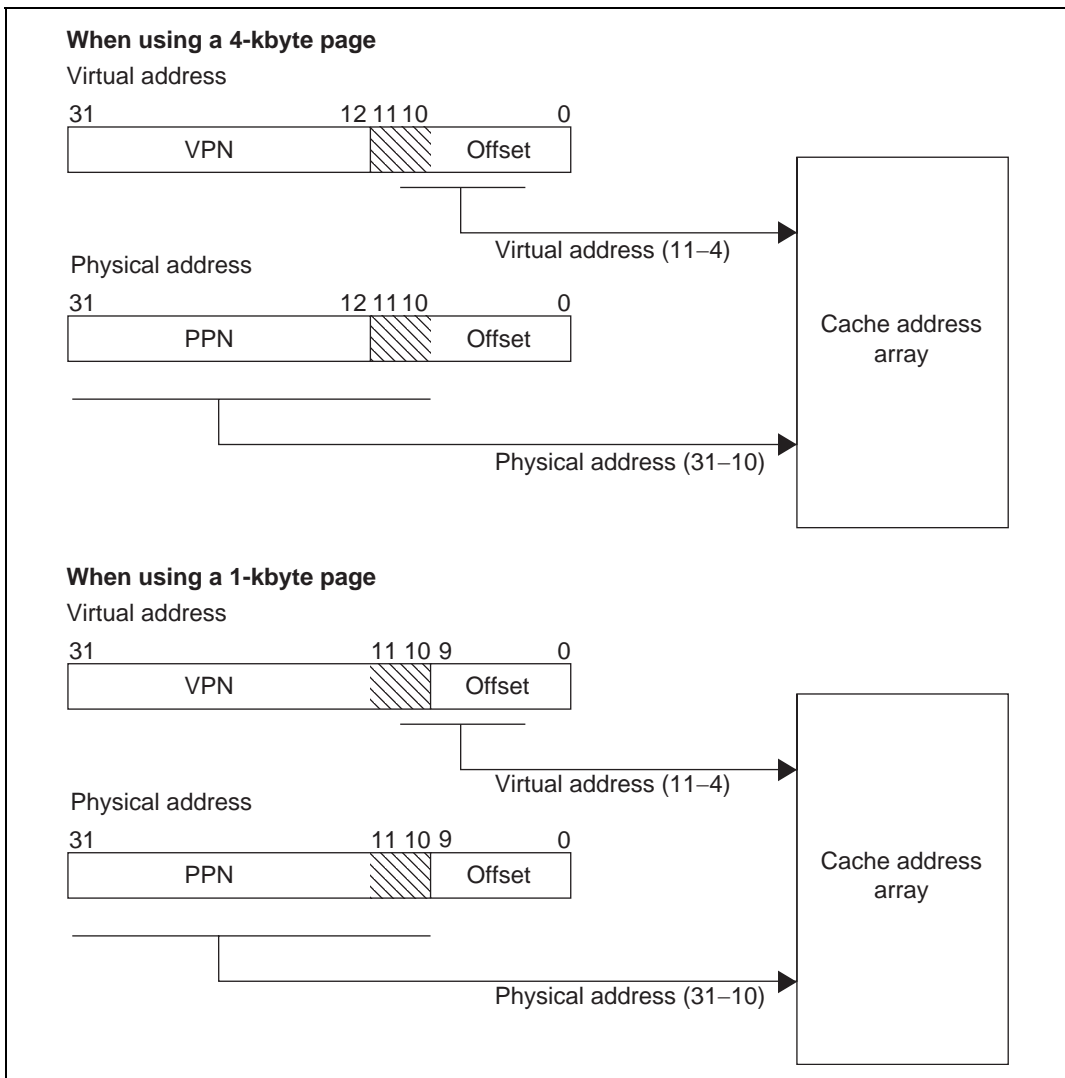 When using a 4-kbyte page
Virtual address
31 12 11 10 0
VPN Offset
Virtual address (11–4)
Physical address
31 12 11 10 0
PPN Offset
Physical address (31–10)
Cache address
array
When using a 1-kbyte page
Virtual address
31 11 10 9 0
VPN Offset
Virtual address (11–4)
Physical address
31 11 10 9 0
PPN Offset
Physical address (31–10)
Cache address
array